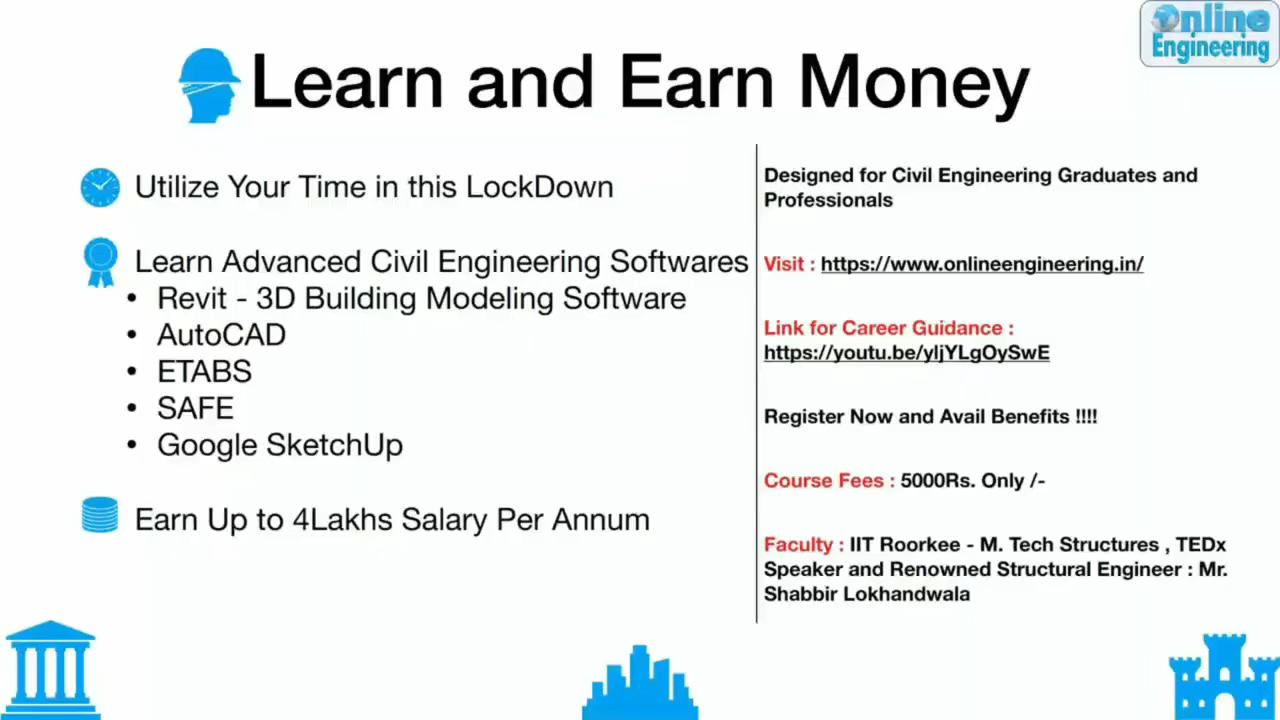 Online
Engineering
Learn and Earn Money
Utilize Your Time in this LockDown
Learn Advanced Civil Engineering Softwares
• Revit - 3D Building Modeling Software
• AutoCAD
• ETABS
• SAFE
• Google SketchUp
Earn Up to 4Lakhs Salary Per Annum
Designed for Civil Engineering Graduates and
Professionals
Visit : https://www.onlineengineering.in/
Link for Career Guidance :
https://youtu.be/yljYLgOySwE
Register Now and Avail Benefits !!!!
Course Fees : 5000Rs. Only /-
Faculty : IIT Roorkee - M. Tech Structures , TEDx
Speaker and Renowned Structural Engineer : Mr.
Shabbir Lokhandwala